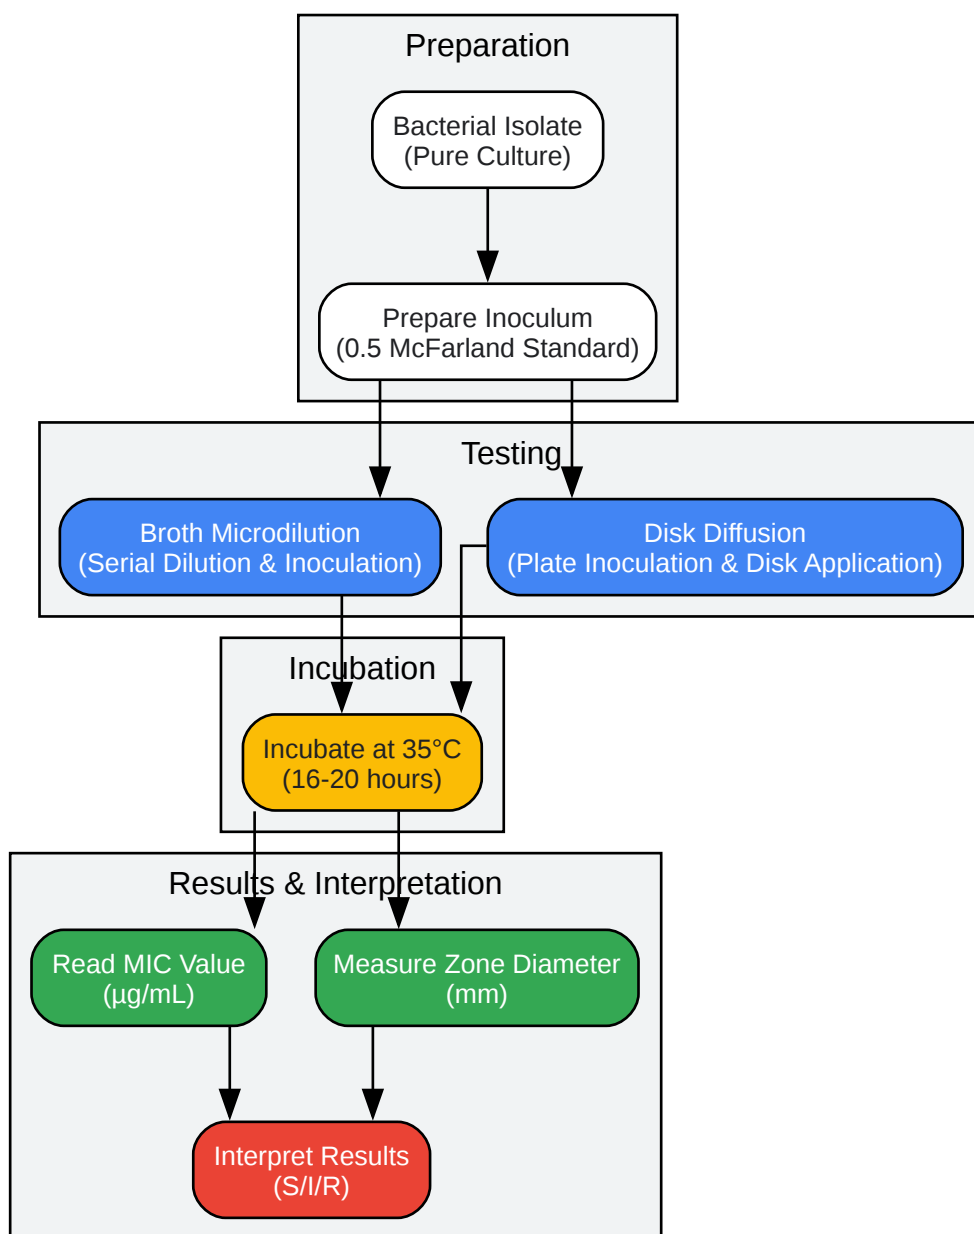 Preparation
Bacterial Isolate
(Pure Culture)
Prepare Inoculum
(0.5 McFarland Standard)
Testing
Broth Microdilution
(Serial Dilution & Inoculation)
Disk Diffusion
(Plate Inoculation & Disk Application)
Incubation
Incubate at 35°C
(16-20 hours)
Results & Interpretation
Read MIC Value
(µg/mL)
Measure Zone Diameter
(mm)
Interpret Results
(S/I/R)